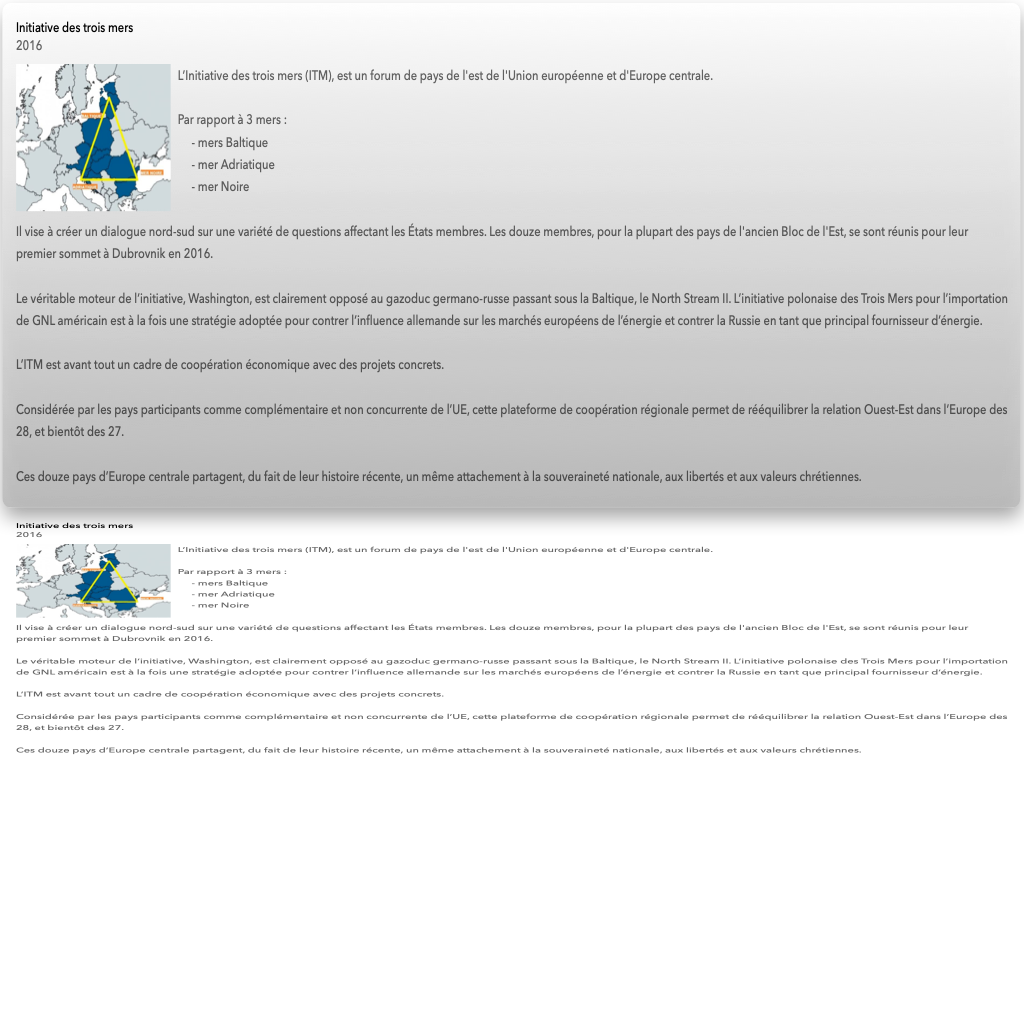 Initiative des trois mers
2016
L'Initiative des trois mers (ITM), est un forum de pays de l'est de l'Union européenne et d'Europe centrale.
Par rapport à 3 mers :
- mers Baltique
- mer Adriatique
- mer Noire
Il vise à créer un dialogue nord-sud sur une variété de questions affectant les États membres. Les douze membres, pour la plupart des pays de l'ancien Bloc de l'Est, se sont réunis pour leur
premier sommet à Dubrovnik en 2016.
Le véritable moteur de l'initiative, Washington, est clairement opposé au gazoduc germano-russe passant sous la Baltique, le North Stream II. L'initiative polonaise des Trois Mers pour l'importation
de GNL américain est à la fois une stratégie adoptée pour contrer l'influence allemande sur les marchés européens de l'énergie et contrer la Russie en tant que principal fournisseur d'énergie.
L'ITM est avant tout un cadre de coopération économique avec des projets concrets.
Considérée par les pays participants comme complémentaire et non concurrente de l'UE, cette plateforme de coopération régionale permet de rééquilibrer la relation Ouest-Est dans l'Europe des
28, et bientôt des 27.
Ces douze pays d'Europe centrale partagent, du fait de leur histoire récente, un même attachement à la souveraineté nationale, aux libertés et aux valeurs chrétiennes.
Initiative des trois mers
2016
L'Initiative des trois mers (ITM), est un forum de pays de l'est de l'Union européenne et d'Europe centrale.
Par rapport à 3 mers :
- mers Baltique
- mer Adriatique
- mer Noire
Il vise à créer un dialogue nord-sud sur une variété de questions affectant les États membres. Les douze membres, pour la plupart des pays de l'ancien Bloc de l'Est, se sont réunis pour leur
premier sommet à Dubrovnik en 2016.
Le véritable moteur de l'initiative, Washington, est clairement opposé au gazoduc germano-russe passant sous la Baltique, le North Stream II. L'initiative polonaise des Trois Mers pour l'importation
de GNL américain est à la fois une stratégie adoptée pour contrer l'influence allemande sur les marchés européens de l'énergie et contrer la Russie en tant que principal fournisseur d'énergie.
L'ITM est avant tout un cadre de coopération économique avec des projets concrets.
Considérée par les pays participants comme complémentaire et non concurrente de l'UE, cette plateforme de coopération régionale permet de rééquilibrer la relation Ouest-Est dans l'Europe des
28, et bientôt des 27.
Ces douze pays d'Europe centrale partagent, du fait de leur histoire récente, un même attachement à la souveraineté nationale, aux libertés et aux valeurs chrétiennes.